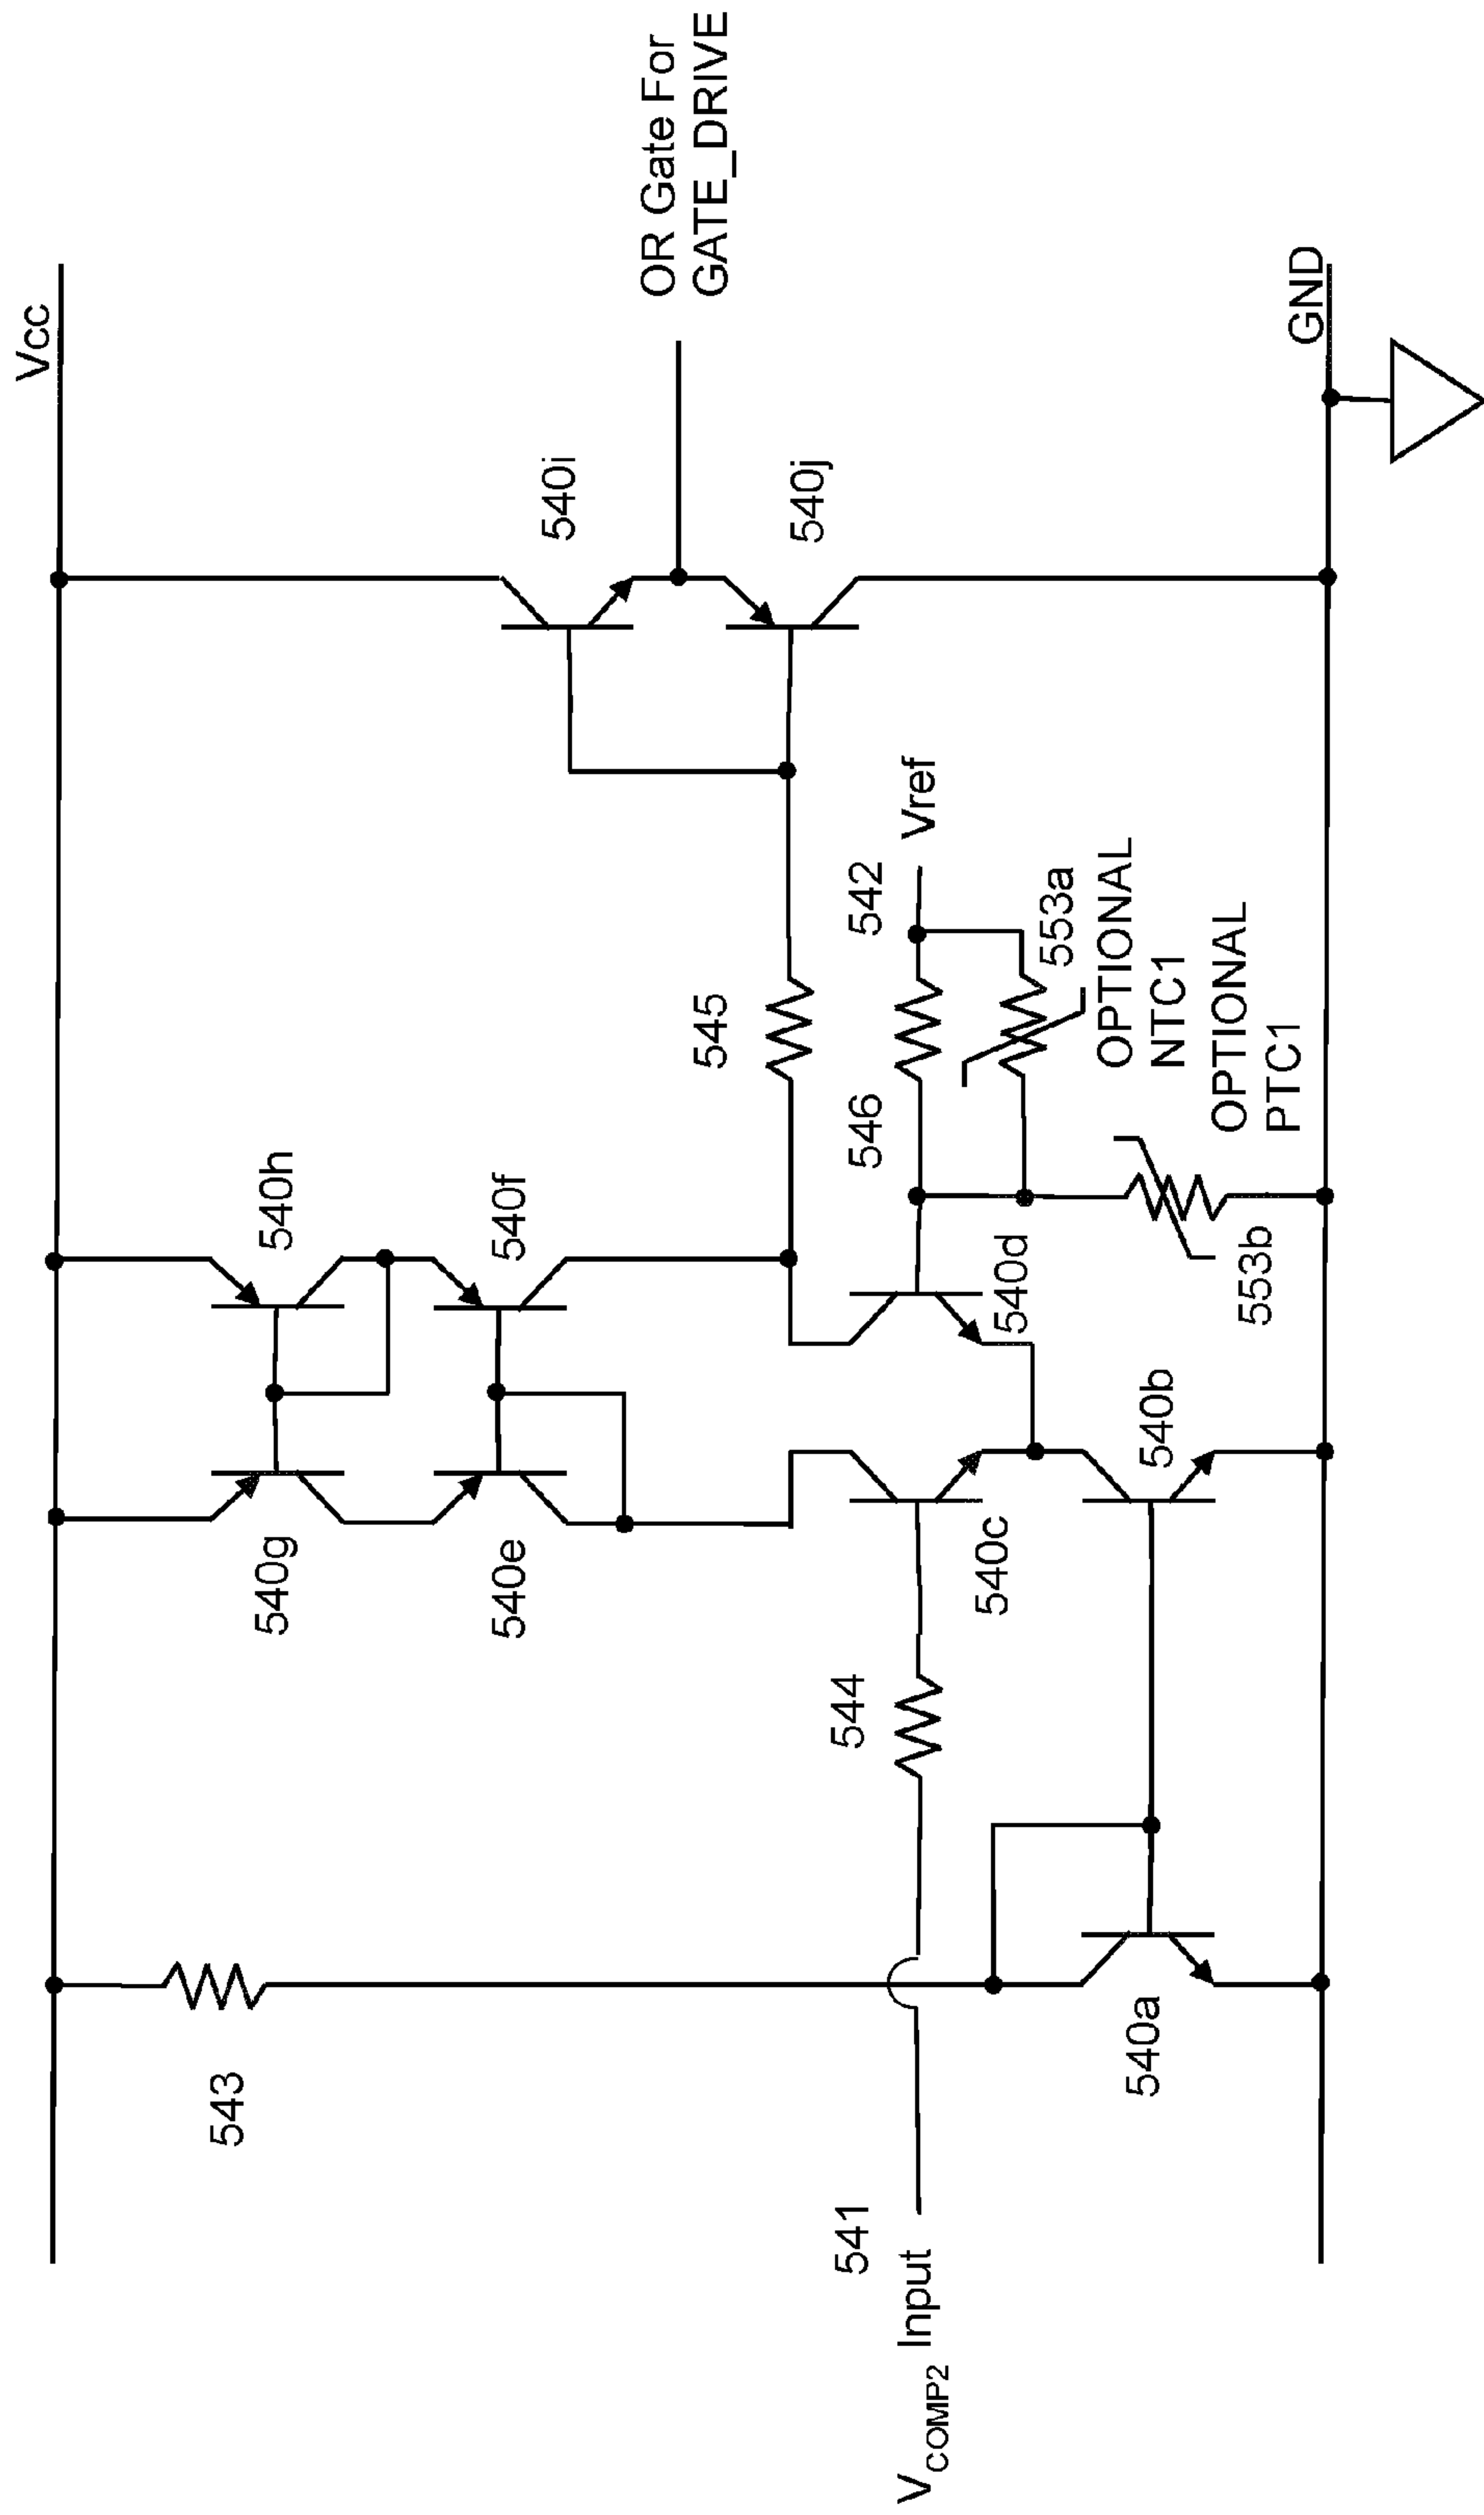 Vcc
OR Gate For
GATE_DRIVE
GND
540i
540j
540h
540f
540g
540e
545
542
Vref
546
553a
OPTIONAL
NTC1
OPTIONAL
PTC1
553b
540d
540b
540c
544
543
540a
541
VCOMP2 Input